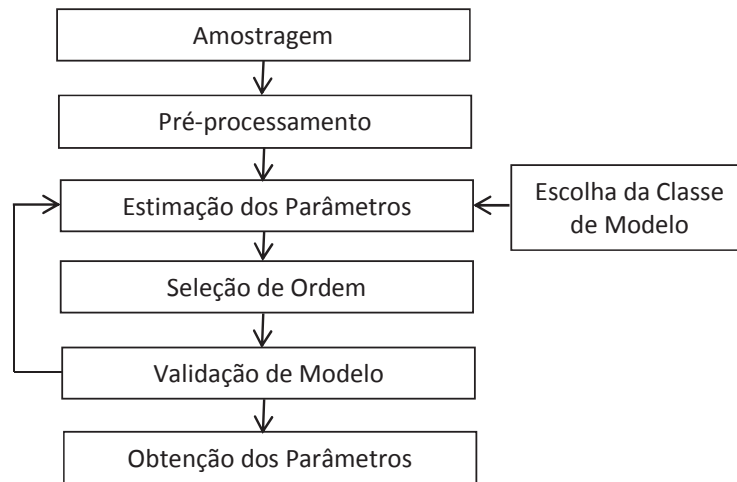 Amostragem
Pré-processamento
Estimação dos Parâmetros
Escolha da Classe
de Modelo
Seleção de Ordem
Validação de Modelo
Obtenção dos Parâmetros